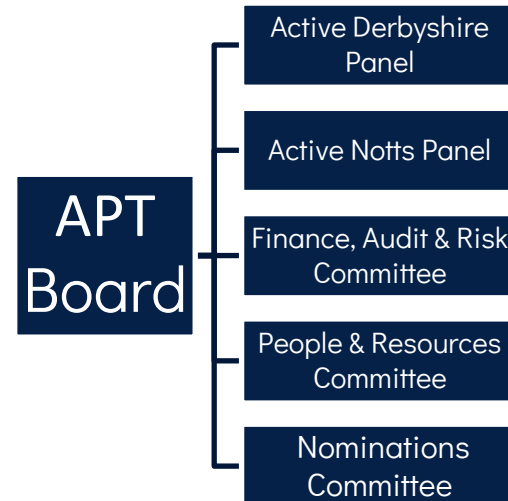 APT
Board
Active Derbyshire
Panel
Active Notts Panel
Finance, Audit & Risk
Committee
People & Resources
Committee
Nominations
Committee